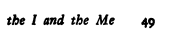 the I and the Me 49